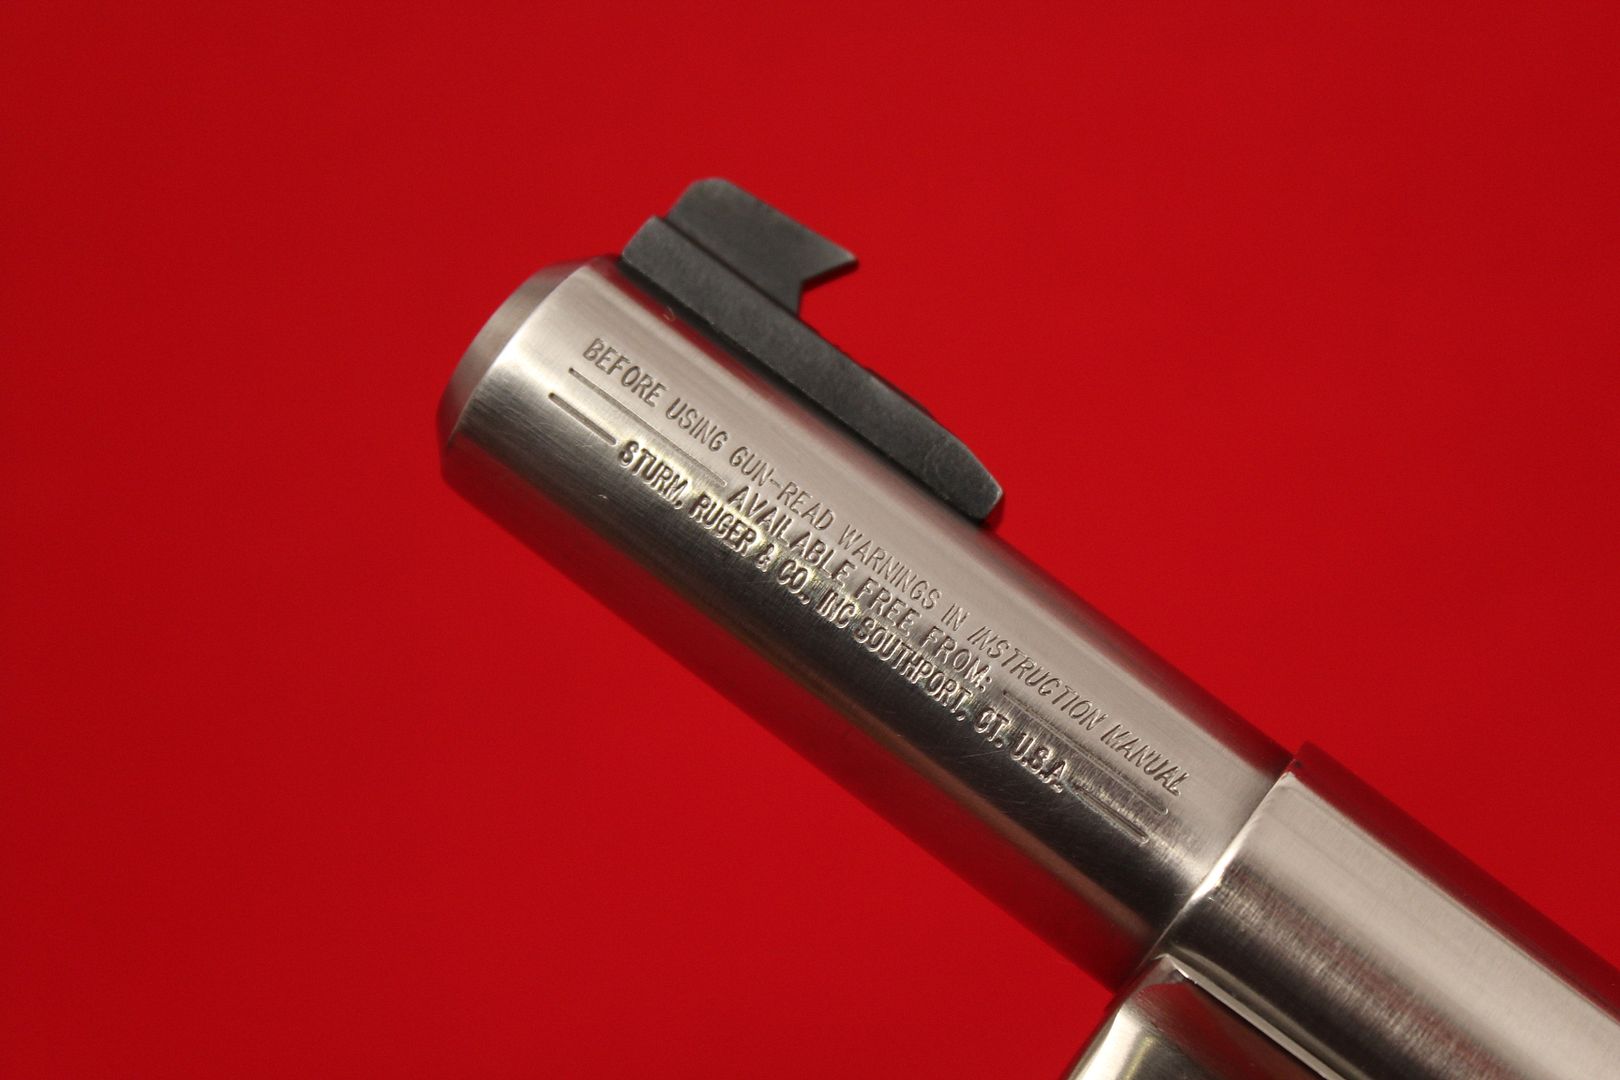 BEFORE USING GUN-READ WARNINGS IN INSTRUCTION MANUAL
AVAILABLE FREE FROM:
STURM, RUGER & CO., INC SOUTHPORT, CT. U.S.A.